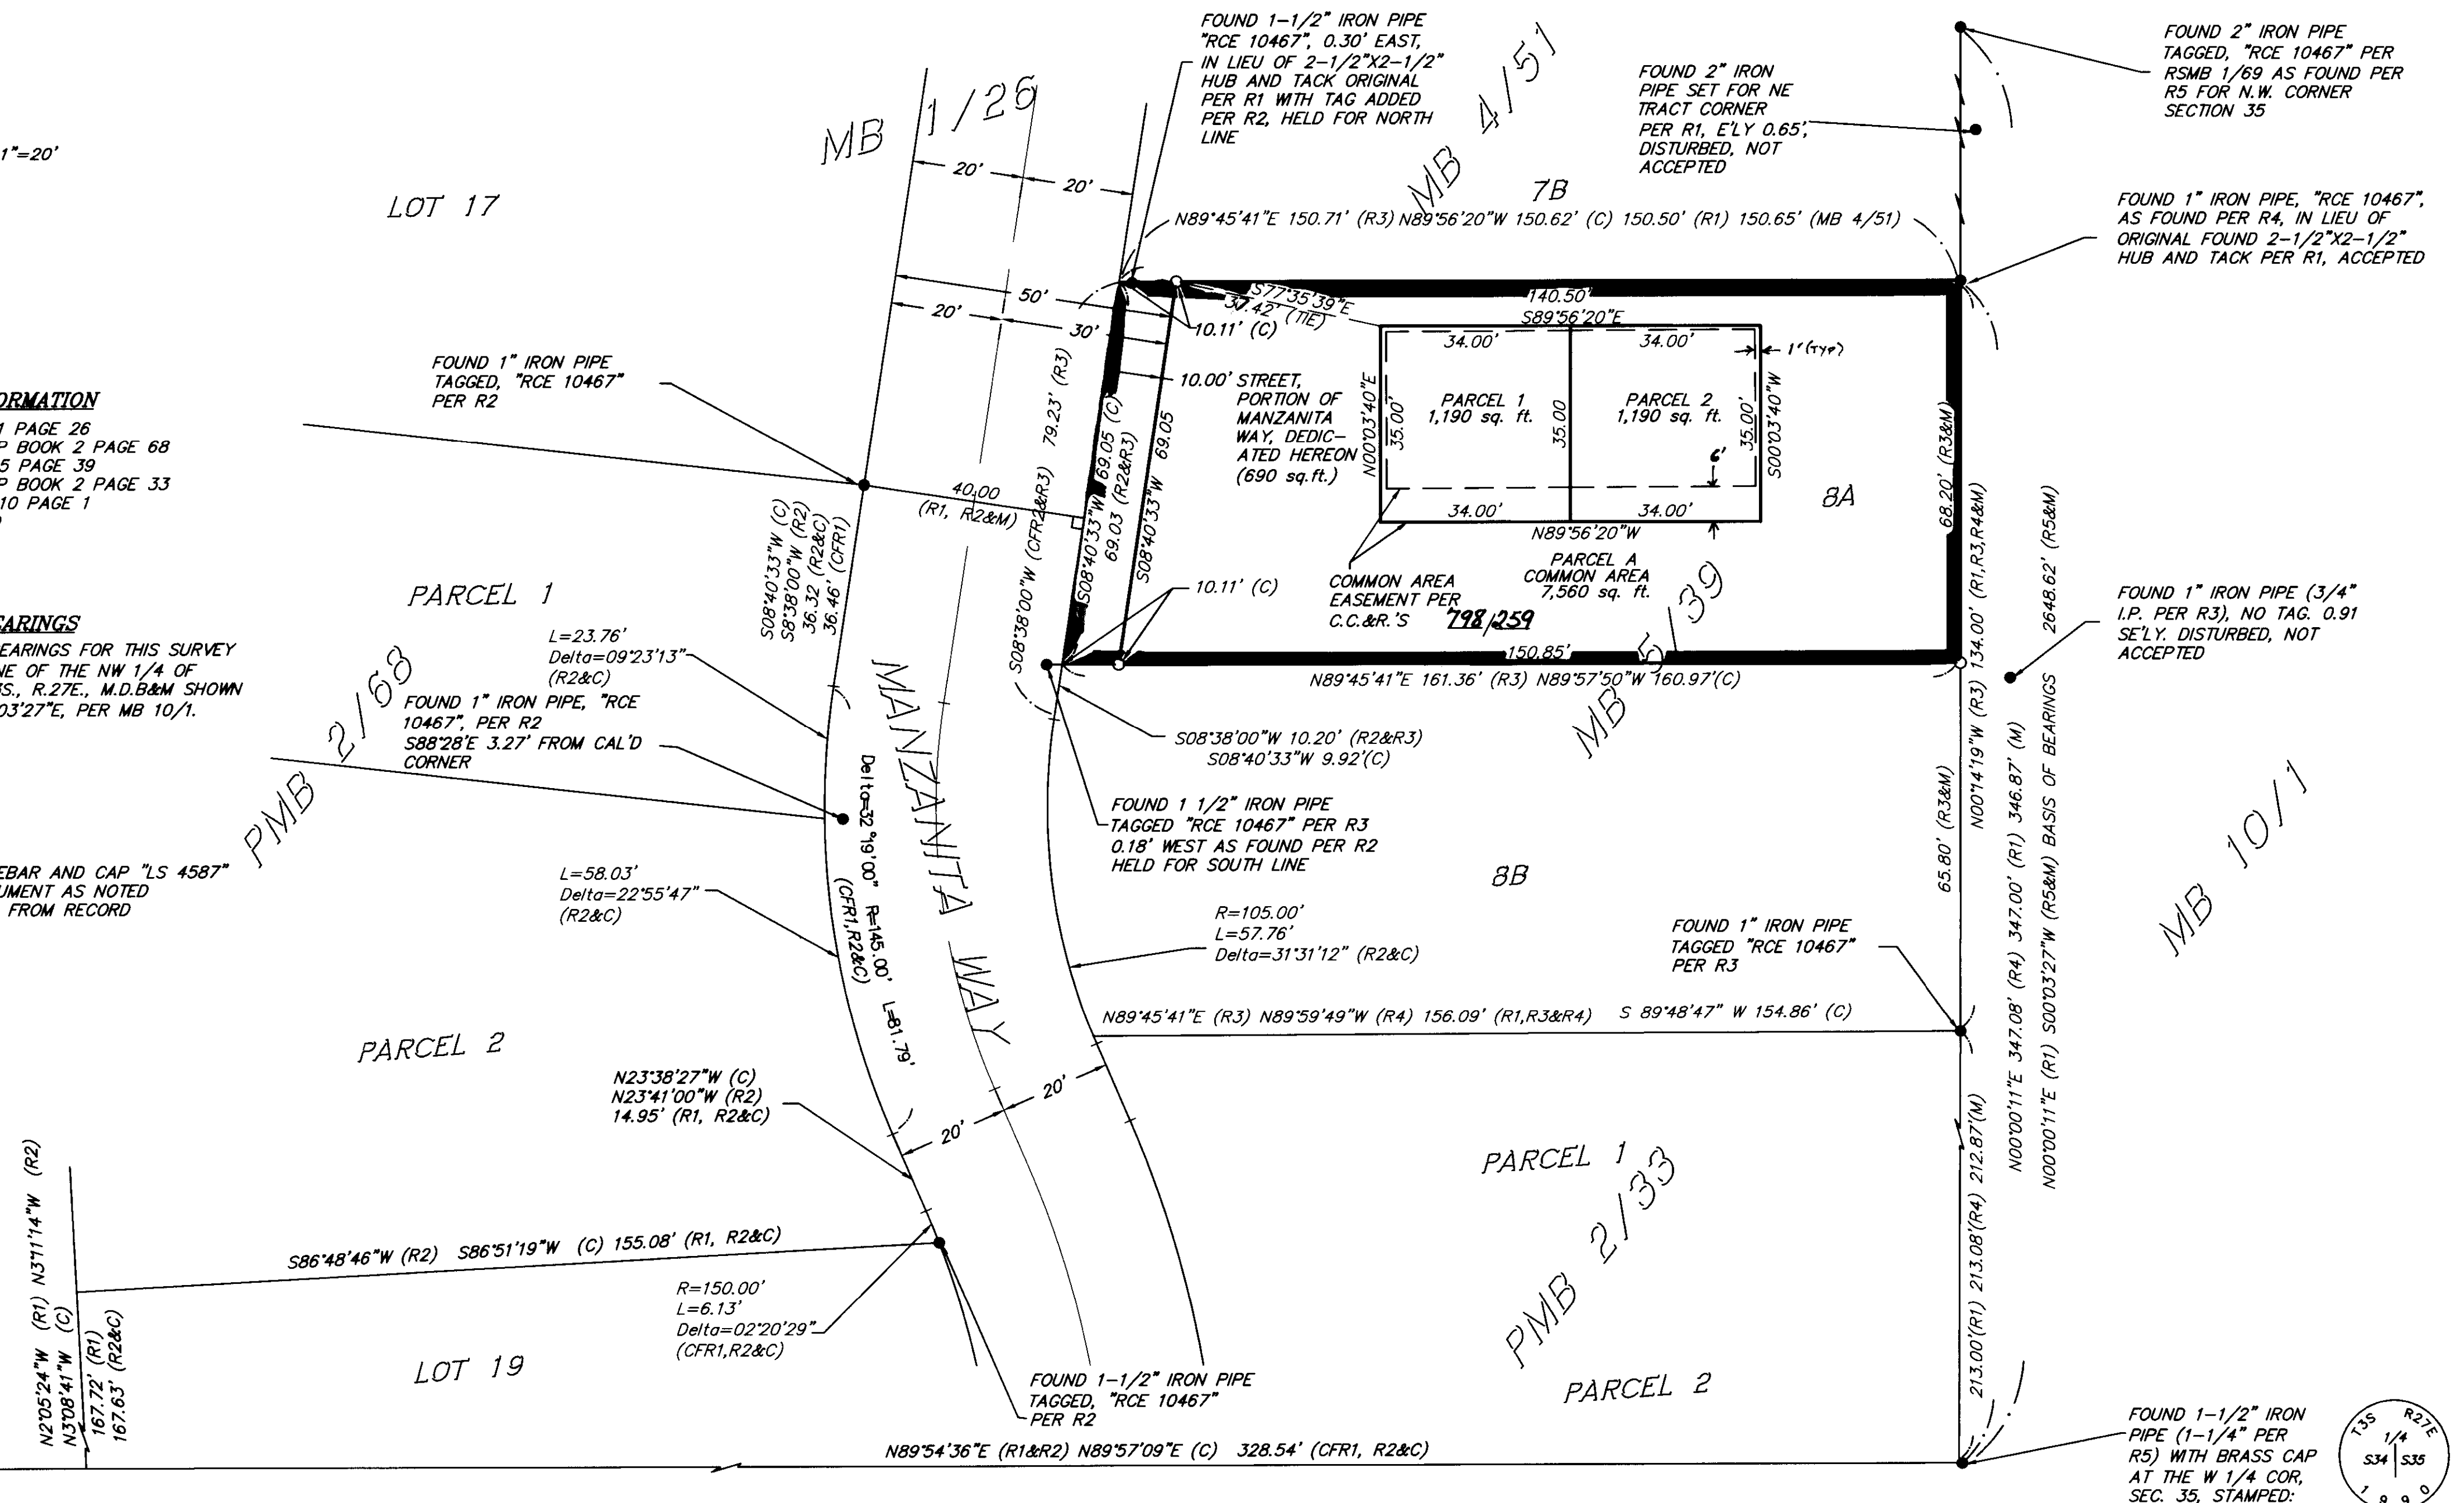 1"=20'
LOT 17
MB 1/26
20'
20'
50'
20'
30'
FOUND 1-1/2" IRON PIPE
"RCE 10467", 0.30' EAST,
IN LIEU OF 2-1/2"X2-1/2"
HUB AND TACK ORIGINAL
PER R1 WITH TAG ADDED
PER R2, HELD FOR NORTH
LINE
MB 4/51
FOUND 2" IRON
PIPE SET FOR NE
TRACT CORNER
PER R1, E'LY 0.65',
DISTURBED, NOT
ACCEPTED
FOUND 2" IRON PIPE
TAGGED, "RCE 10467" PER
RSMB 1/69 AS FOUND PER
R5 FOR N.W. CORNER
SECTION 35
7B
N89°45'41"E 150.71' (R3) N89°56'20"W 150.62' (C) 150.50' (R1) 150.65' (MB 4/51)
FOUND 1" IRON PIPE, "RCE 10467",
AS FOUND PER R4, IN LIEU OF
ORIGINAL FOUND 2-1/2"X2-1/2"
HUB AND TACK PER R1, ACCEPTED
S77°35'39"E
37.42' (TIE)
140.50'
S89°56'20"E
10.11' (C)
34.00'
34.00'
1' (TYP)
FOUND 1" IRON PIPE
TAGGED, "RCE 10467"
PER R2
10.00' STREET,
PORTION OF
MANZANITA
WAY, DEDIC-
ATED HEREON
(690 sq.ft.)
N00°03'40"E
35.00'
PARCEL 1
1,190 sq. ft.
35.00
PARCEL 2
1,190 sq. ft.
35.00'
S00°03'40"W
6'
8A
68.20' (R3&M)
34.00'
34.00'
N89°56'20"W
PARCEL A
COMMON AREA
7,560 sq. ft.
COMMON AREA
EASEMENT PER
C.C.&R.'S 798/259
MB 5/39
10.11' (C)
150.85'
N89°45'41"E 161.36' (R3) N89°57'50"W 160.97'(C)
79.23' (R3)
S08°38'00"W (CFR2&R3)
S08°40'33"W 69.05 (C)
69.03 (R2&R3)
S08°40'33"W 69.05
40.00
(R1, R2&M)
S08°40'33"W (C)
S8°38'00"W (R2)
36.32 (R2&C)
36.46' (CFR1)
ORMATION
1 PAGE 26
P BOOK 2 PAGE 68
5 PAGE 39
P BOOK 2 PAGE 33
10 PAGE 1
PARCEL 1
EARINGS
EARINGS FOR THIS SURVEY
NE OF THE NW 1/4 OF
3S., R.27E., M.D.B&M SHOWN
03'27"E, PER MB 10/1.
L=23.76'
Delta=09°23'13"
(R2&C)
PMB 2/68
FOUND 1" IRON PIPE, "RCE
10467", PER R2
S88°28'E 3.27' FROM CAL'D
CORNER
MANZANITA WAY
Delta=32°19'00" R=145.00' L=81.79'
(CFR1,R2&C)
S08°38'00"W 10.20' (R2&R3)
S08°40'33"W 9.92'(C)
FOUND 1 1/2" IRON PIPE
TAGGED "RCE 10467" PER R3
0.18' WEST AS FOUND PER R2
HELD FOR SOUTH LINE
FOUND 1" IRON PIPE (3/4"
I.P. PER R3), NO TAG. 0.91
SE'LY. DISTURBED, NOT
ACCEPTED
N00°14'19"W (R3) 134.00' (R1,R3,R4&M)
65.80' (R3&M)
N00°00'11"E 347.08' (R4) 347.00' (R1) 346.87' (M)
N00°00'11"E (R1) S00°03'27"W (R5&M) BASIS OF BEARINGS 2648.62' (R5&M)
MB 10/1
EBAR AND CAP "LS 4587"
UMENT AS NOTED
FROM RECORD
L=58.03'
Delta=22°55'47"
(R2&C)
8B
R=105.00'
L=57.76'
Delta=31°31'12" (R2&C)
FOUND 1" IRON PIPE
TAGGED "RCE 10467"
PER R3
N89°45'41"E (R3) N89°59'49"W (R4) 156.09' (R1,R3&R4) S 89°48'47" W 154.86' (C)
PARCEL 2
N23°38'27"W (C)
N23°41'00"W (R2)
14.95' (R1, R2&C)
20'
20'
PARCEL 1
PMB 2/33
213.00'(R1) 213.08'(R4) 212.87'(M)
N2°05'24"W (R1) N3°11'14"W (R2)
N3°08'41"W (C)
167.72' (R1)
167.63' (R2&C)
S86°48'46"W (R2) S86°51'19"W (C) 155.08' (R1, R2&C)
R=150.00'
L=6.13'
Delta=02°20'29"
(CFR1,R2&C)
LOT 19
FOUND 1-1/2" IRON PIPE
TAGGED, "RCE 10467"
PER R2
PARCEL 2
N89°54'36"E (R1&R2) N89°57'09"E (C) 328.54' (CFR1, R2&C)
FOUND 1-1/2" IRON
PIPE (1-1/4" PER
R5) WITH BRASS CAP
AT THE W 1/4 COR,
SEC. 35, STAMPED:
T3S R27E
1/4
S34 S35
1990